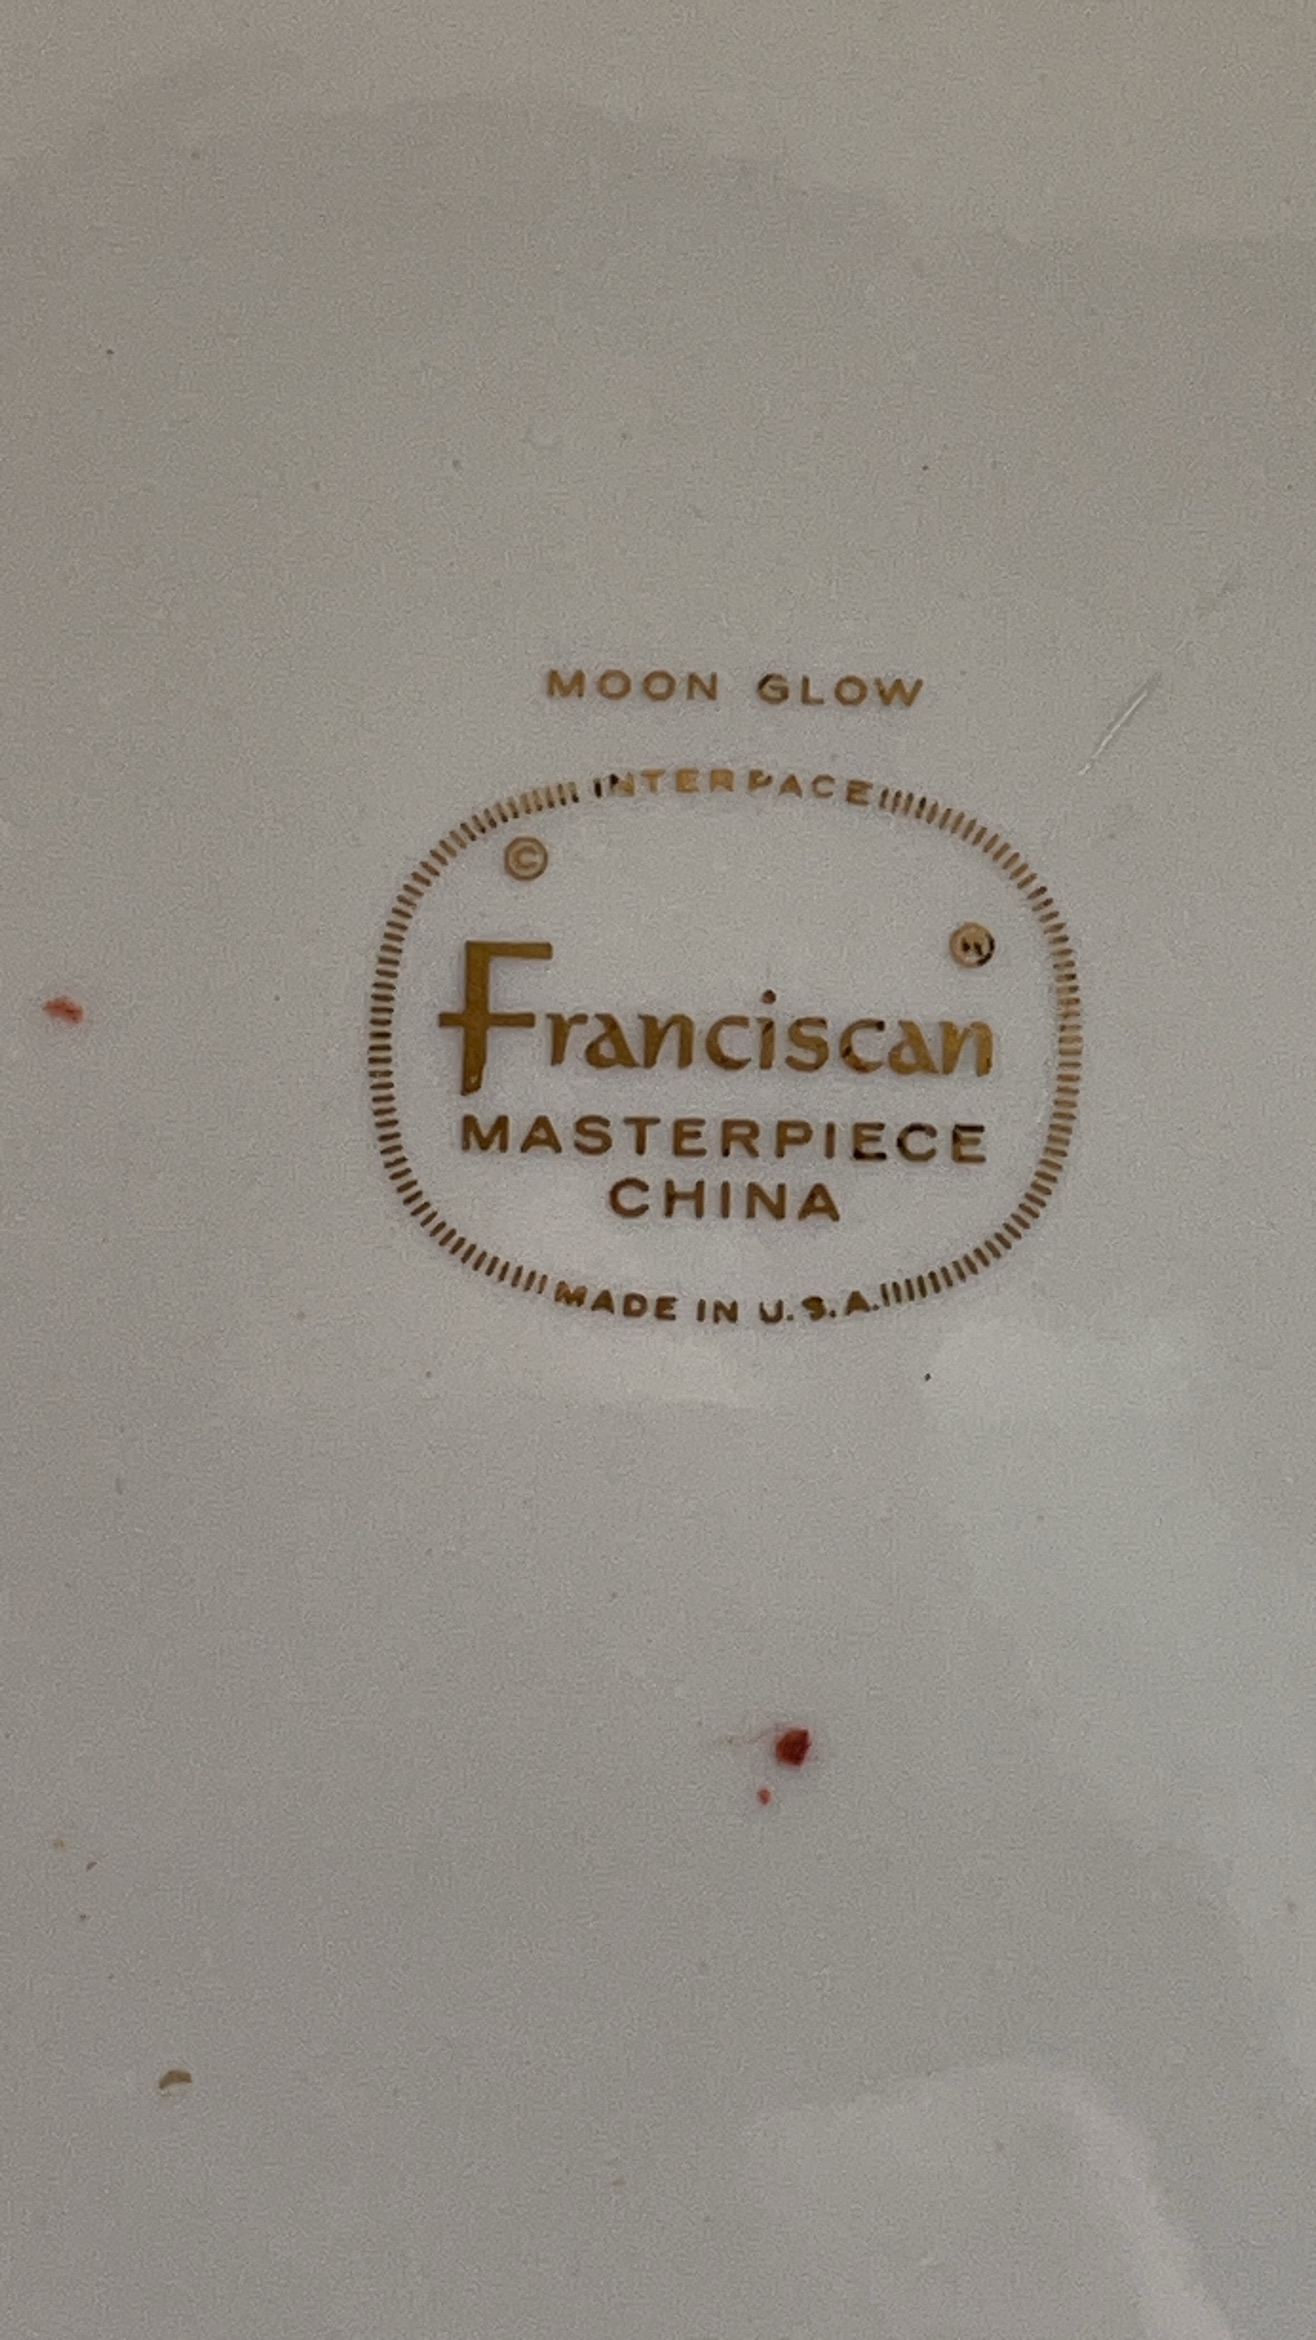 MOON GLOW
INTERPACE
©
®
Franciscan
MASTERPIECE
CHINA
MADE IN U.S.A.